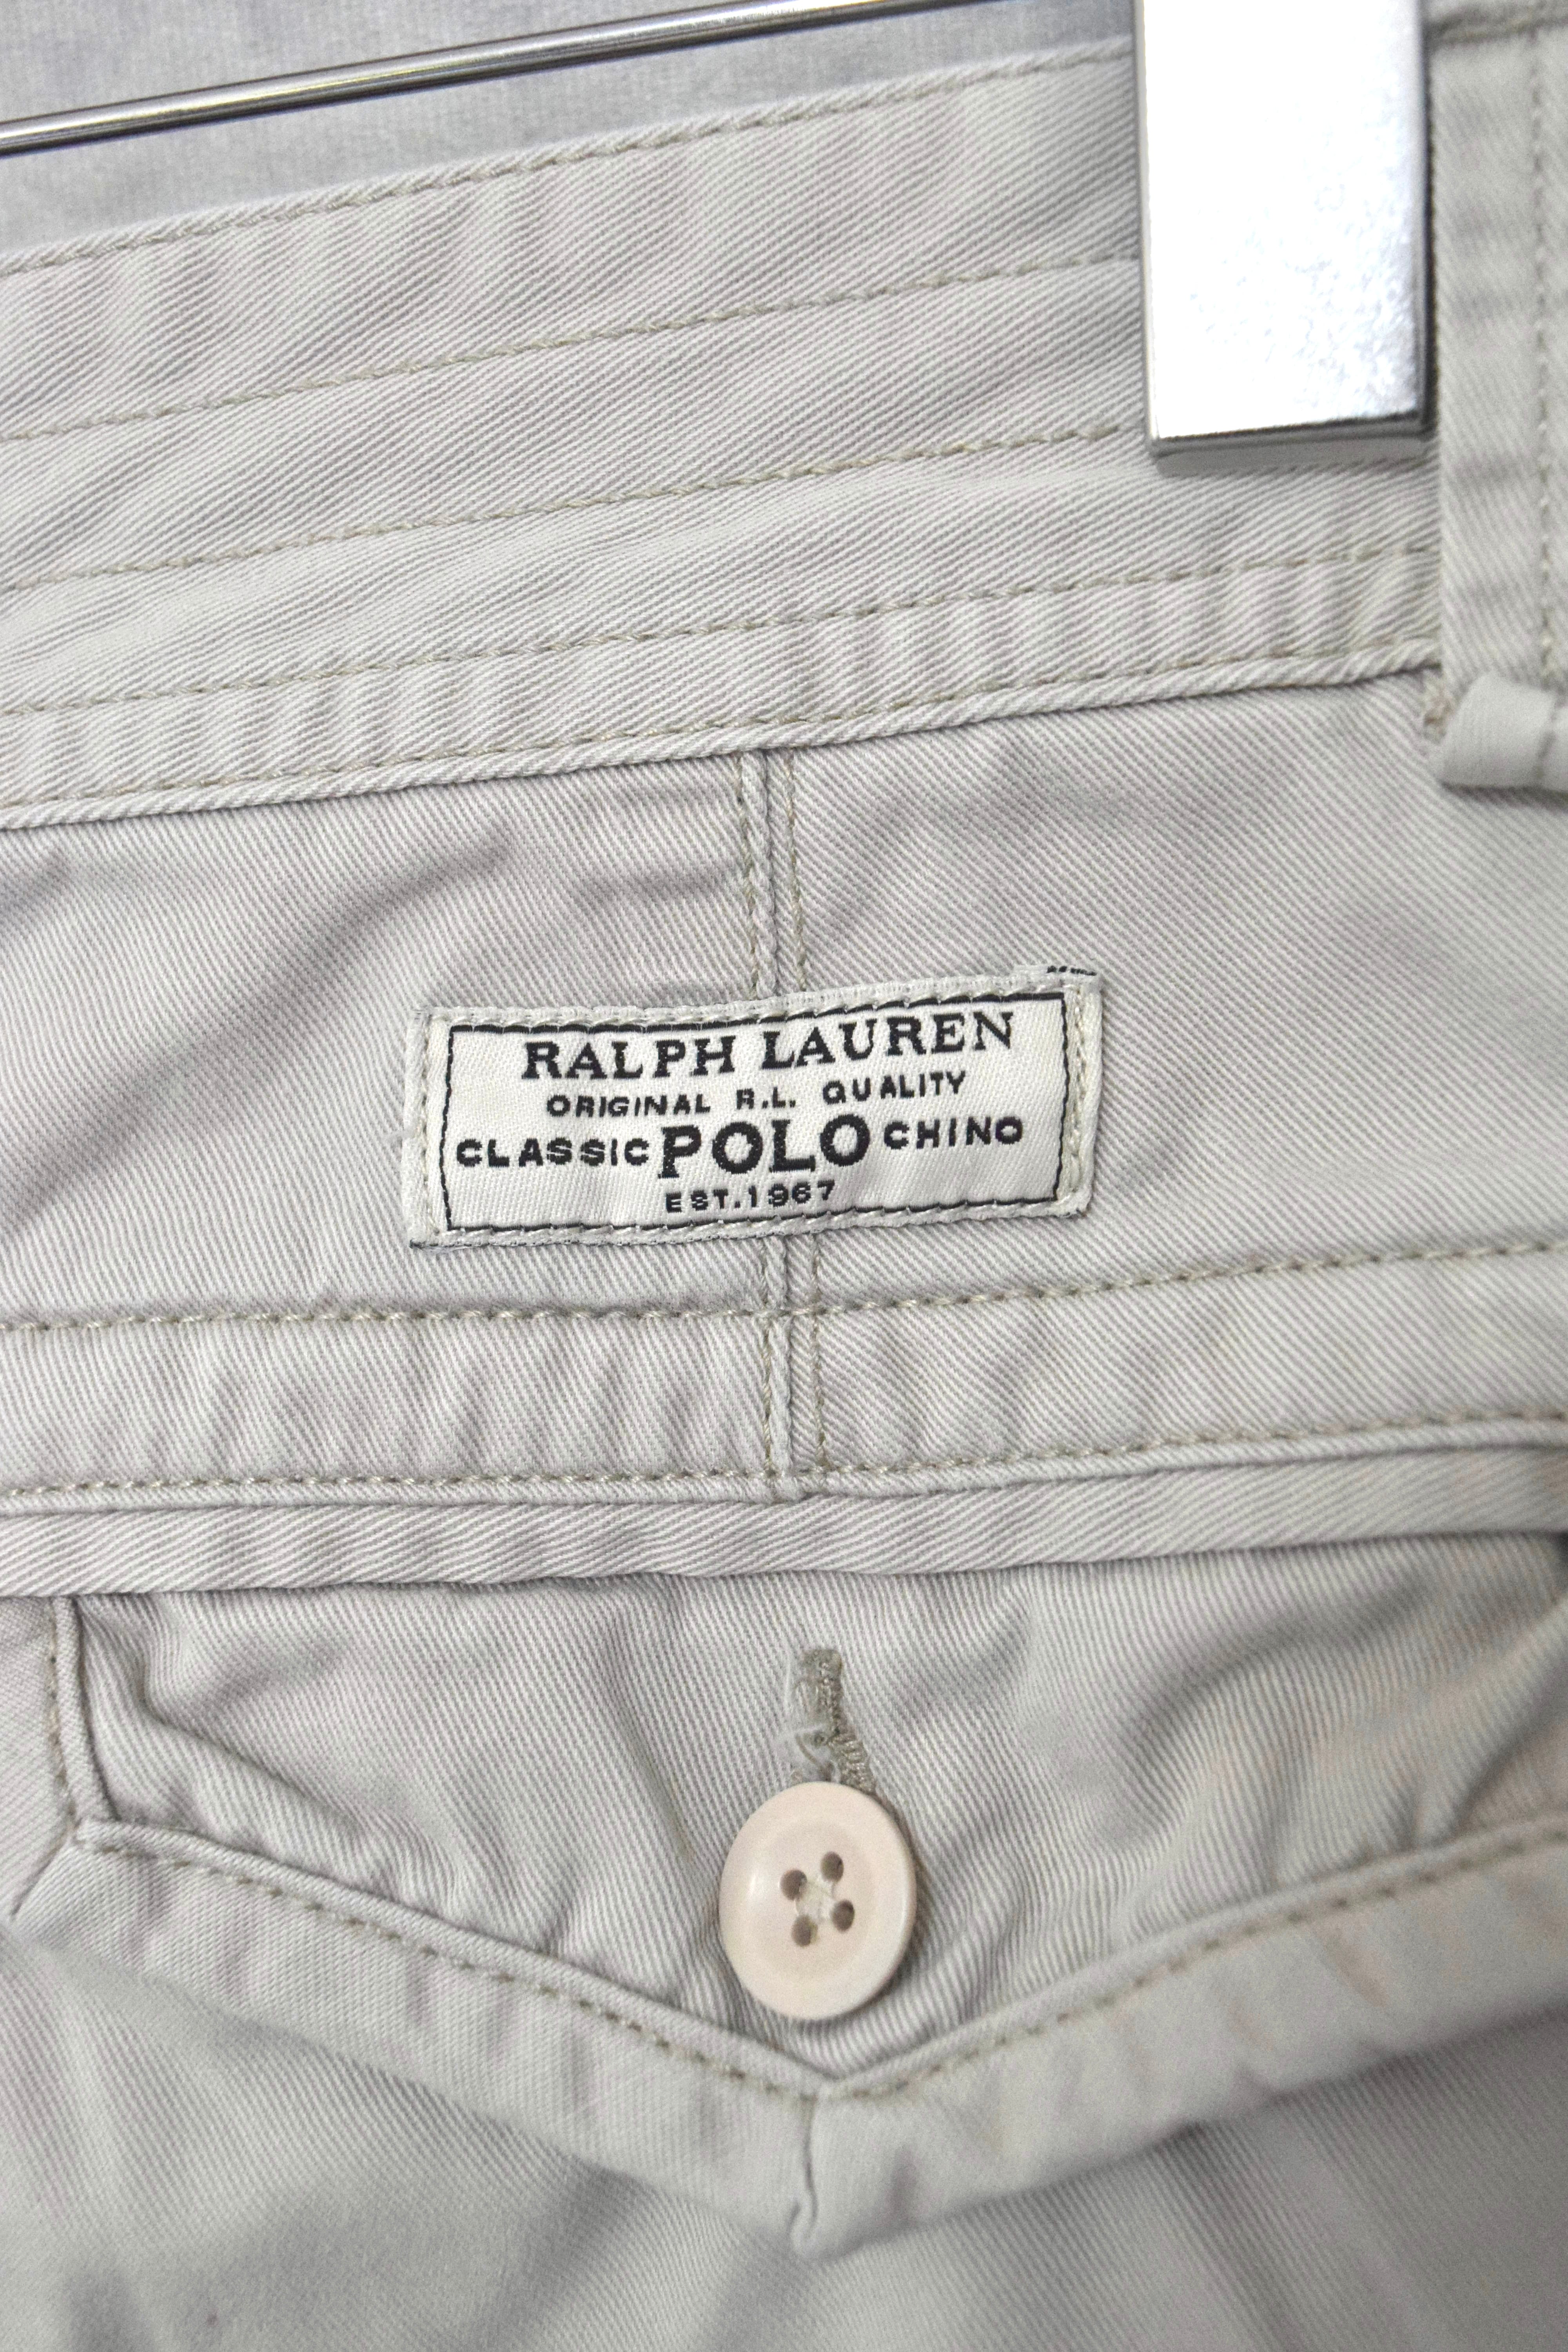 RALPH LAUREN
ORIGINAL R.L. QUALITY
CLASSIC POLO CHINO
EST.1967